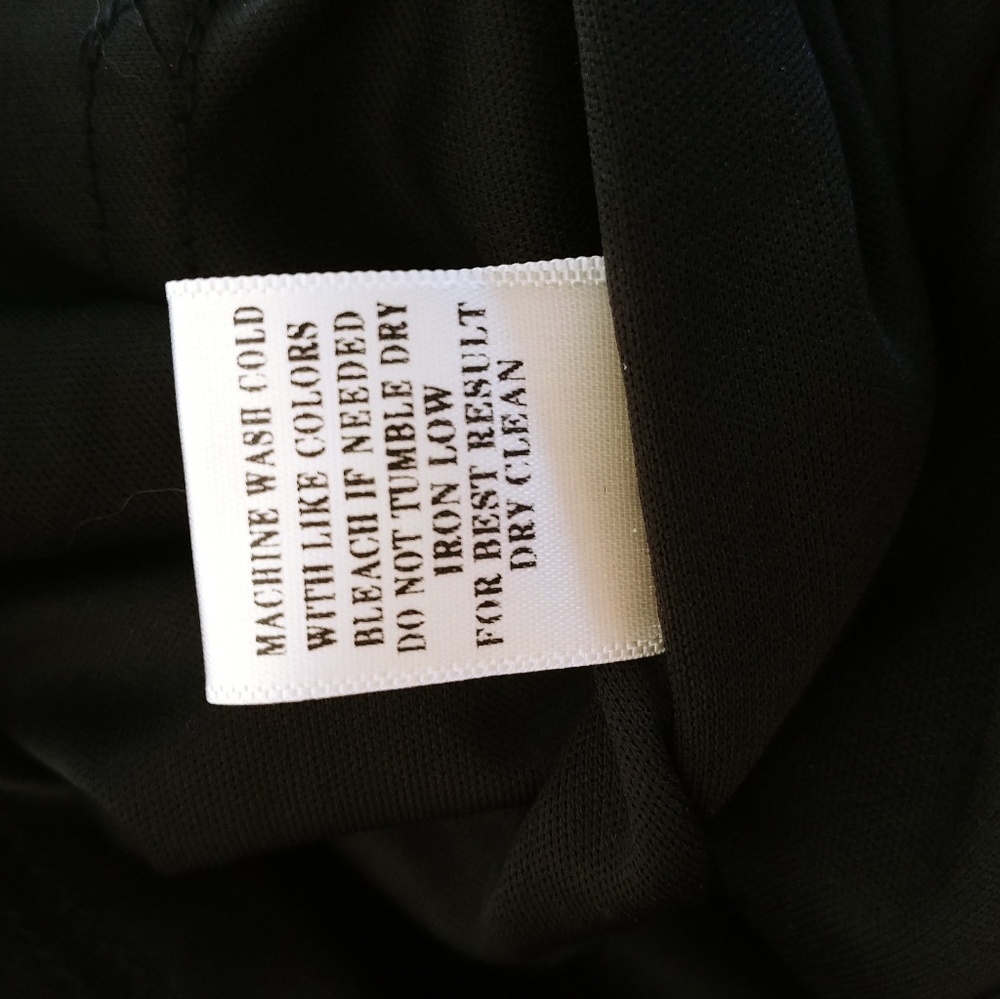 MACHINE WASH COLD
WITH LIKE COLORS
BLEACH IF NEEDED
DO NOT TUMBLE DRY
IRON LOW
FOR BEST RESULT
DRY CLEAN